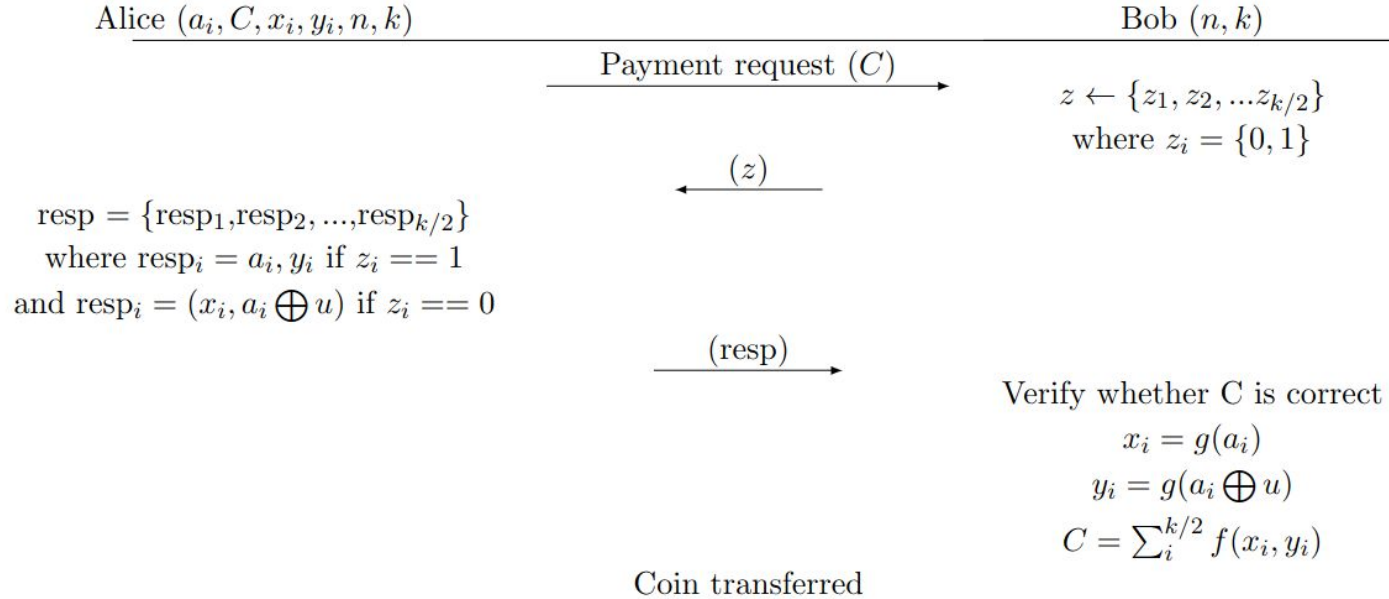 Alice (a_i, C, x_i, y_i, n, k)
Bob (n, k)
Payment request (C)
z ← {z_1, z_2, ...z_{k/2}}
where z_i = {0, 1}
(z)
resp = {resp_1,resp_2, ...,resp_{k/2}}
where resp_i = a_i, y_i if z_i == 1
and resp_i = (x_i, a_i ⨁ u) if z_i == 0
(resp)
Verify whether C is correct
x_i = g(a_i)
y_i = g(a_i ⨁ u)
C = ∑_i^{k/2} f(x_i, y_i)
Coin transferred